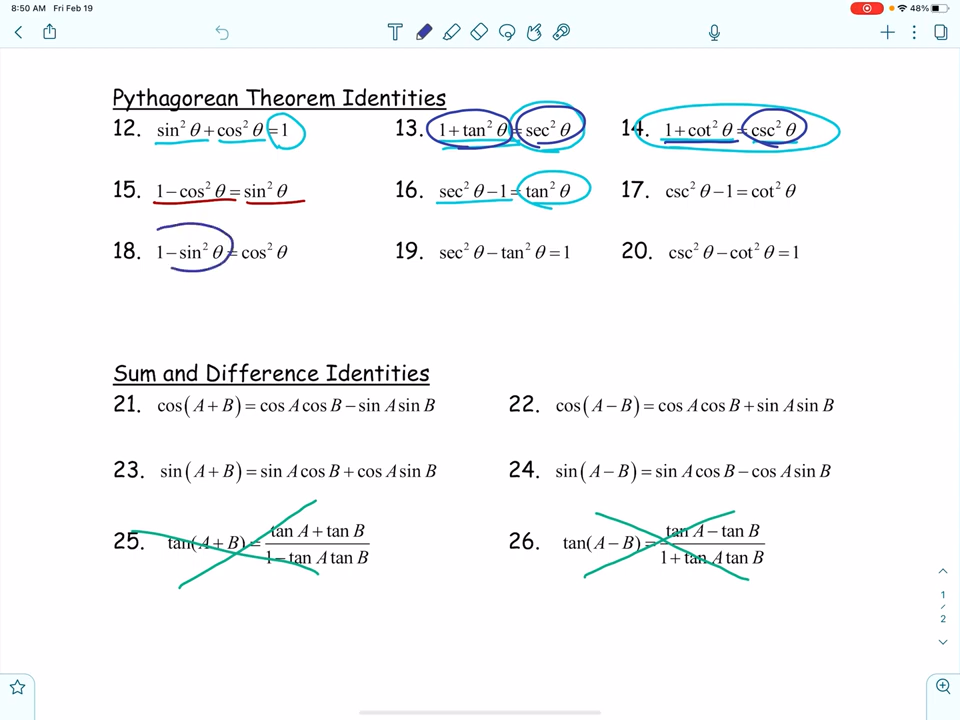 8:50 AM Fri Feb 19 48%
Pythagorean Theorem Identities
12. sin² θ + cos² θ = 1 13. 1 + tan² θ = sec² θ 14. 1 + cot² θ = csc² θ
15. 1 − cos² θ = sin² θ 16. sec² θ − 1 = tan² θ 17. csc² θ − 1 = cot² θ
18. 1 − sin² θ = cos² θ 19. sec² θ − tan² θ = 1 20. csc² θ − cot² θ = 1
Sum and Difference Identities
21. cos(A + B) = cos A cos B − sin A sin B 22. cos(A − B) = cos A cos B + sin A sin B
23. sin(A + B) = sin A cos B + cos A sin B 24. sin(A − B) = sin A cos B − cos A sin B
25. tan(A + B) = (tan A + tan B) / (1 − tan A tan B) 26. tan(A − B) = (tan A − tan B) / (1 + tan A tan B)
1
/
2